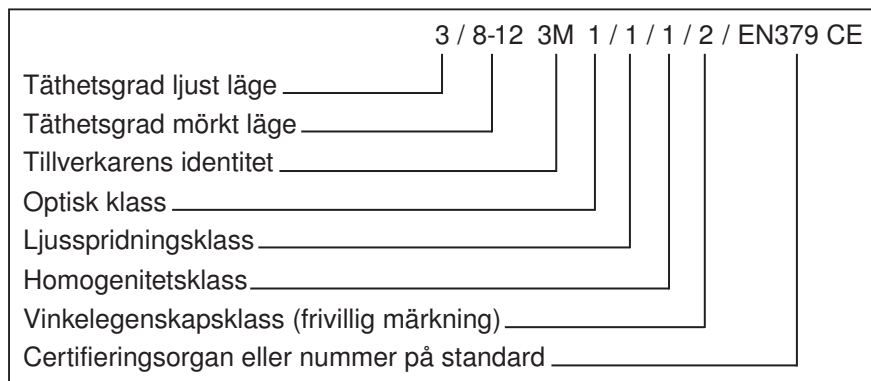 3 / 8-12 3M 1 / 1 / 1 / 2 / EN379 CE
Täthetsgrad ljust läge
Täthetsgrad mörkt läge
Tillverkarens identitet
Optisk klass
Ljusspridningsklass
Homogenitetsklass
Vinkelegenskapsklass (frivillig märkning)
Certifieringsorgan eller nummer på standard